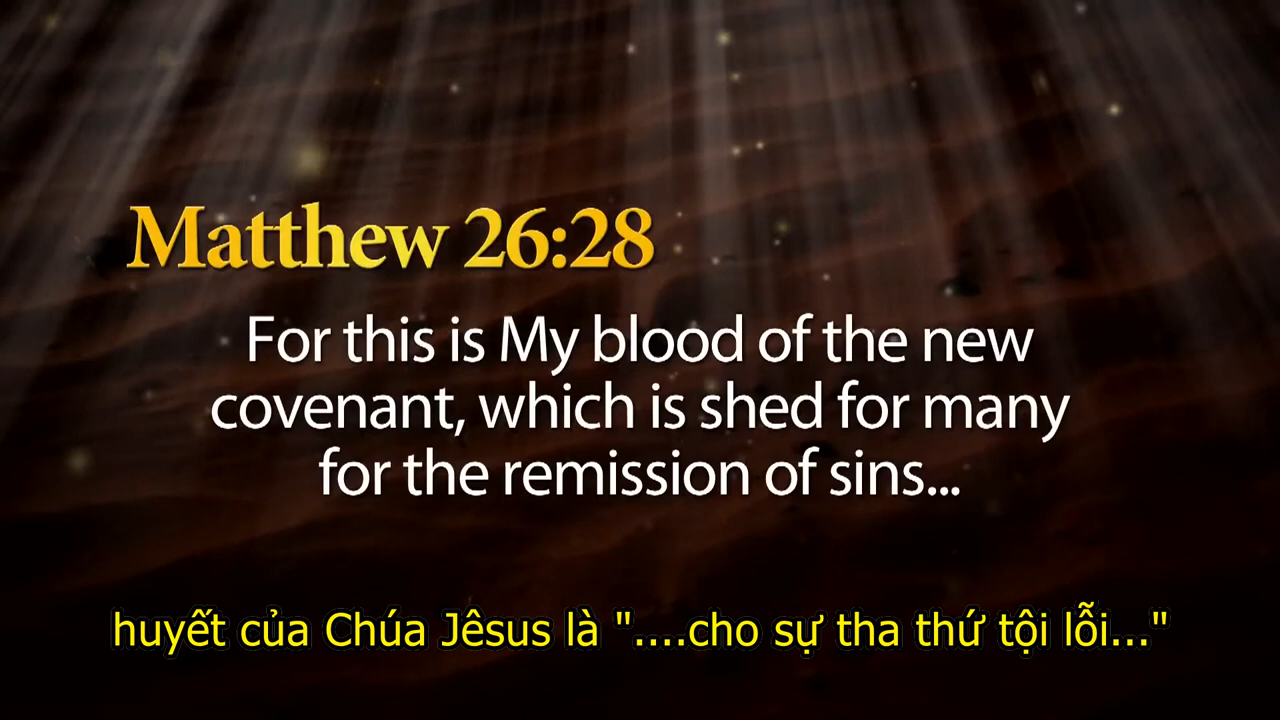 Matthew 26:28
For this is My blood of the new
covenant, which is shed for many
for the remission of sins...
huyết của Chúa Jêsus là "....cho sự tha thứ tội lỗi..."